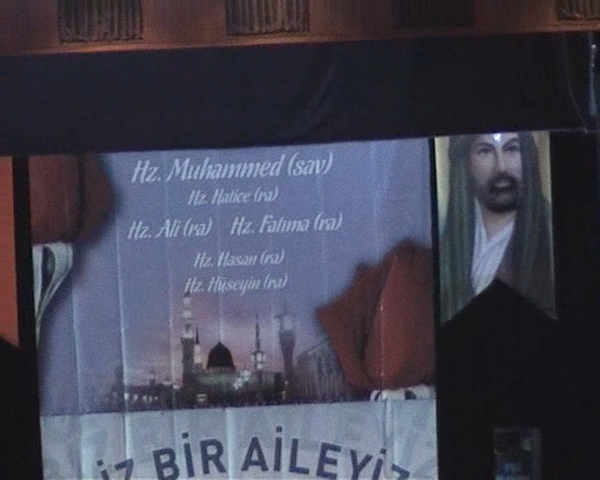 Hz. Muhammed (sav)
Hz. Hatice (ra)
Hz. Ali (ra) Hz. Fatıma (ra)
Hz. Hasan (ra)
Hz. Hüseyin (ra)
İZ BİR AİLEYİZ